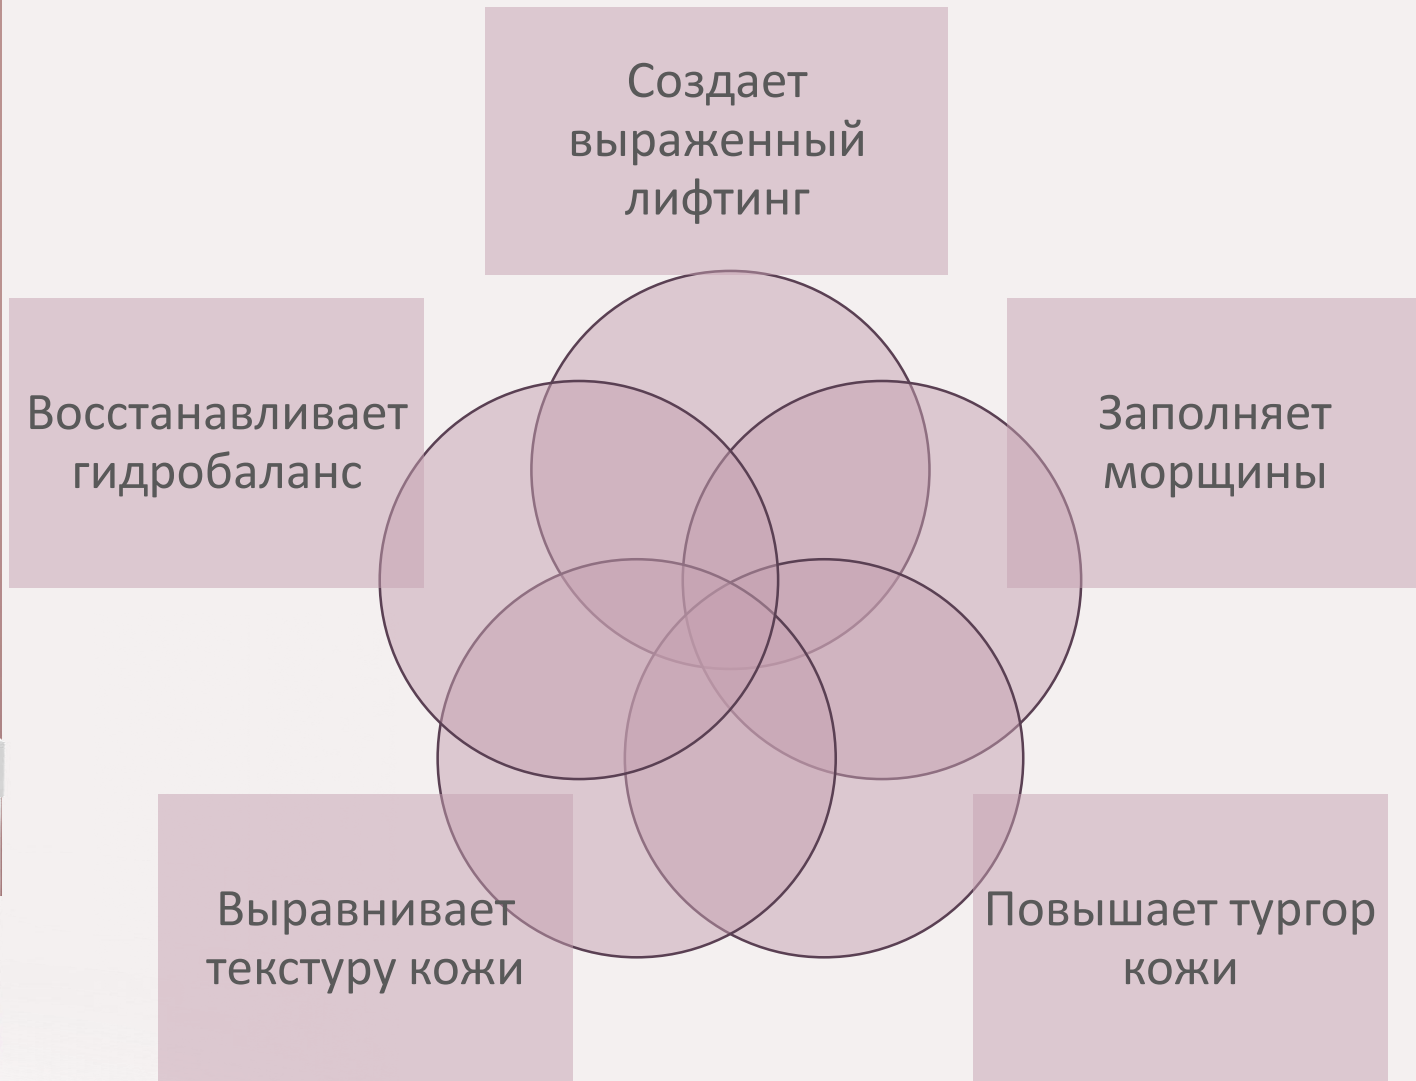 Создает
выраженный
лифтинг
Заполняет
морщины
Повышает тургор
кожи
Выравнивает
текстуру кожи
Восстанавливает
гидробаланс